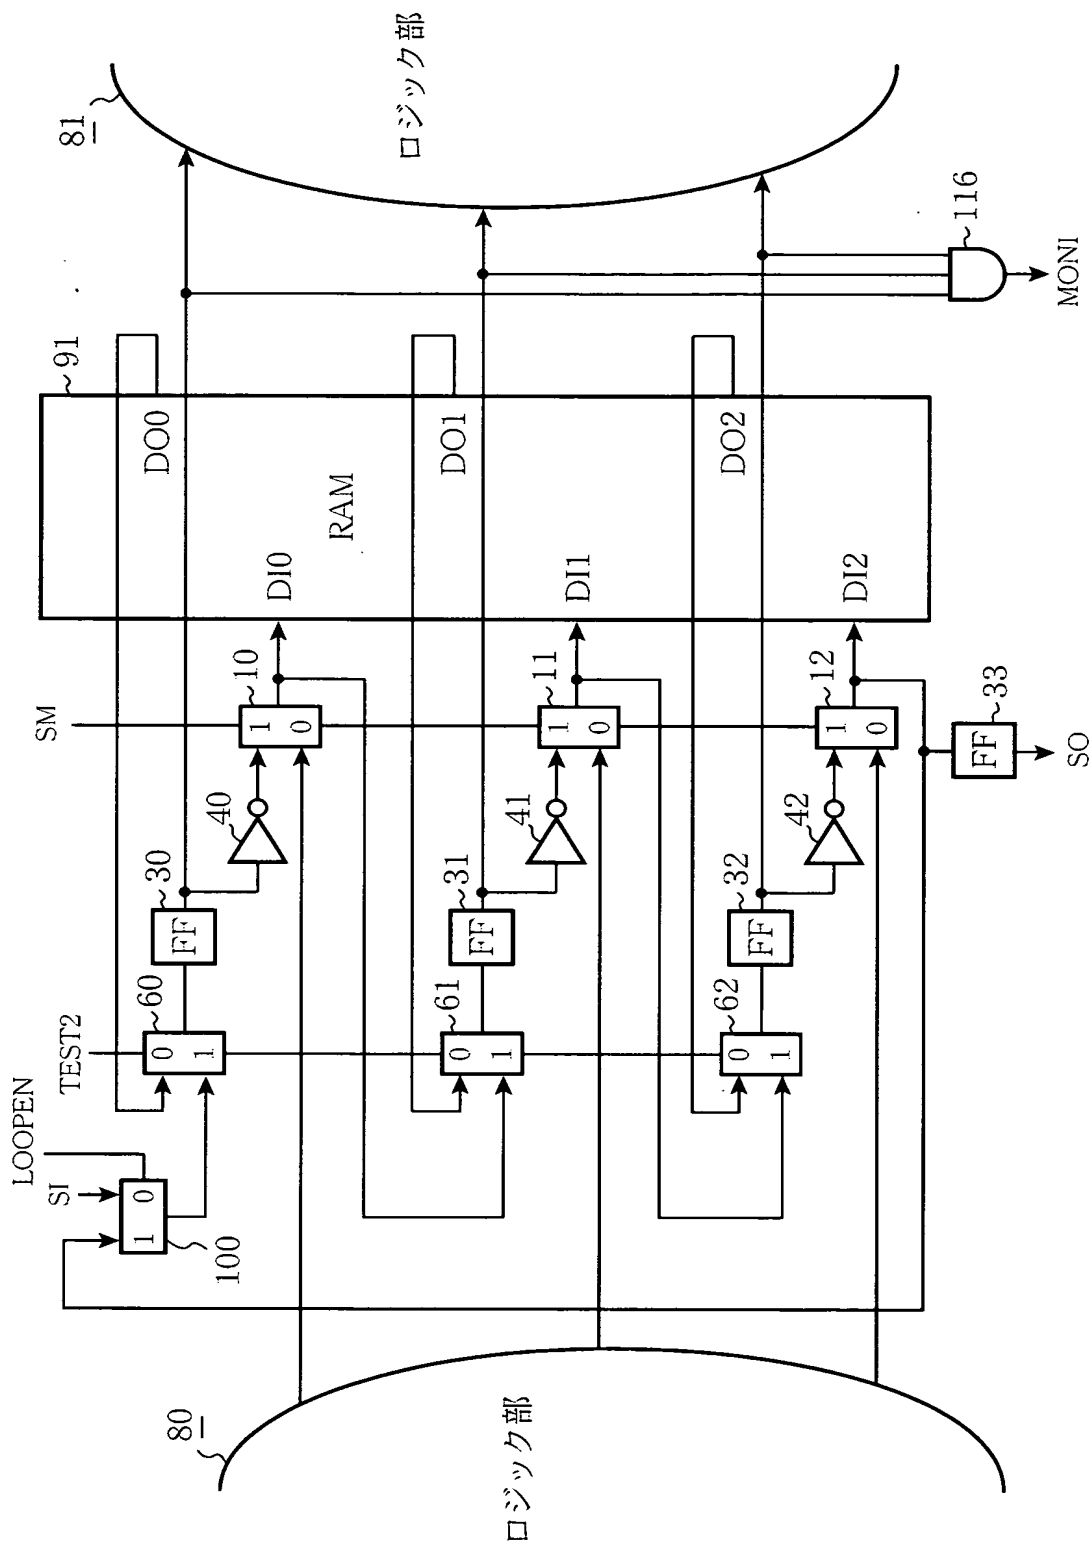 LOOPEN
SI
1 0
100
TEST2
60
0 1
30
FF
40
SM
10
1 0
DI0
91
DO0
RAM
81
ロジック部
61
0 1
31
FF
41
11
1 0
DI1
DO1
62
0 1
32
FF
42
12
1 0
DI2
DO2
116
MONI
80
ロジック部
33
FF
SO